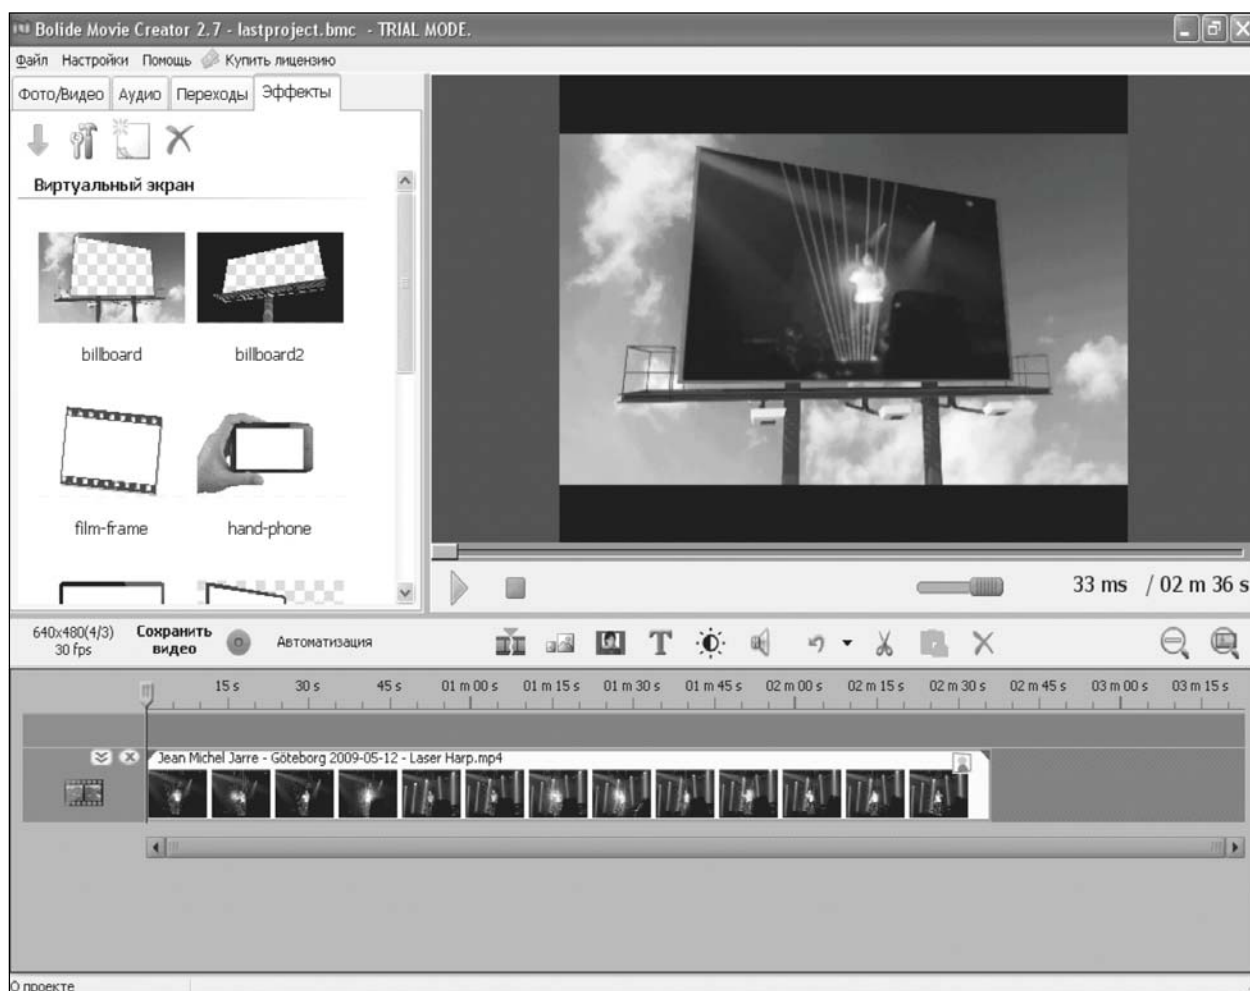 Bolide Movie Creator 2.7 - lastproject.bmc - TRIAL MODE.
Файл Настройки Помощь Купить лицензию
Фото/Видео Аудио Переходы Эффекты
Виртуальный экран
billboard billboard2
film-frame hand-phone
33 ms / 02 m 36 s
640x480(4/3) 30 fps
Сохранить видео
Автоматизация
T
15 s 30 s 45 s 01 m 00 s 01 m 15 s 01 m 30 s 01 m 45 s 02 m 00 s 02 m 15 s 02 m 30 s 02 m 45 s 03 m 00 s 03 m 15 s
Jean Michel Jarre - Göteborg 2009-05-12 - Laser Harp.mp4
О проекте